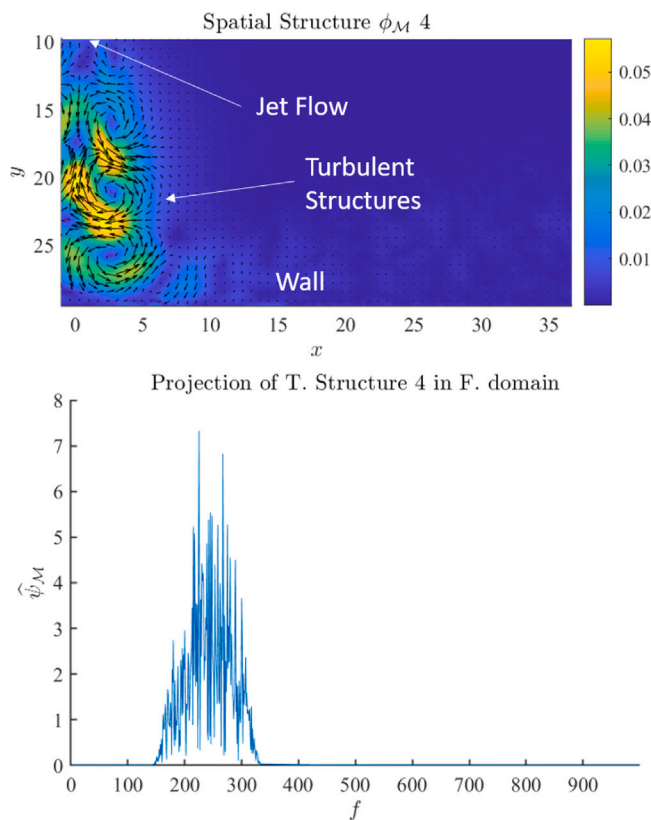 Spatial Structure ϕ_ℳ 4
10
15
20
25
y
Jet Flow
Turbulent
Structures
Wall
0.05
0.04
0.03
0.02
0.01
0 5 10 15 20 25 30 35
x
Projection of T. Structure 4 in F. domain
8
7
6
5
4
3
2
1
0
ψ̂_ℳ
0 100 200 300 400 500 600 700 800 900
f